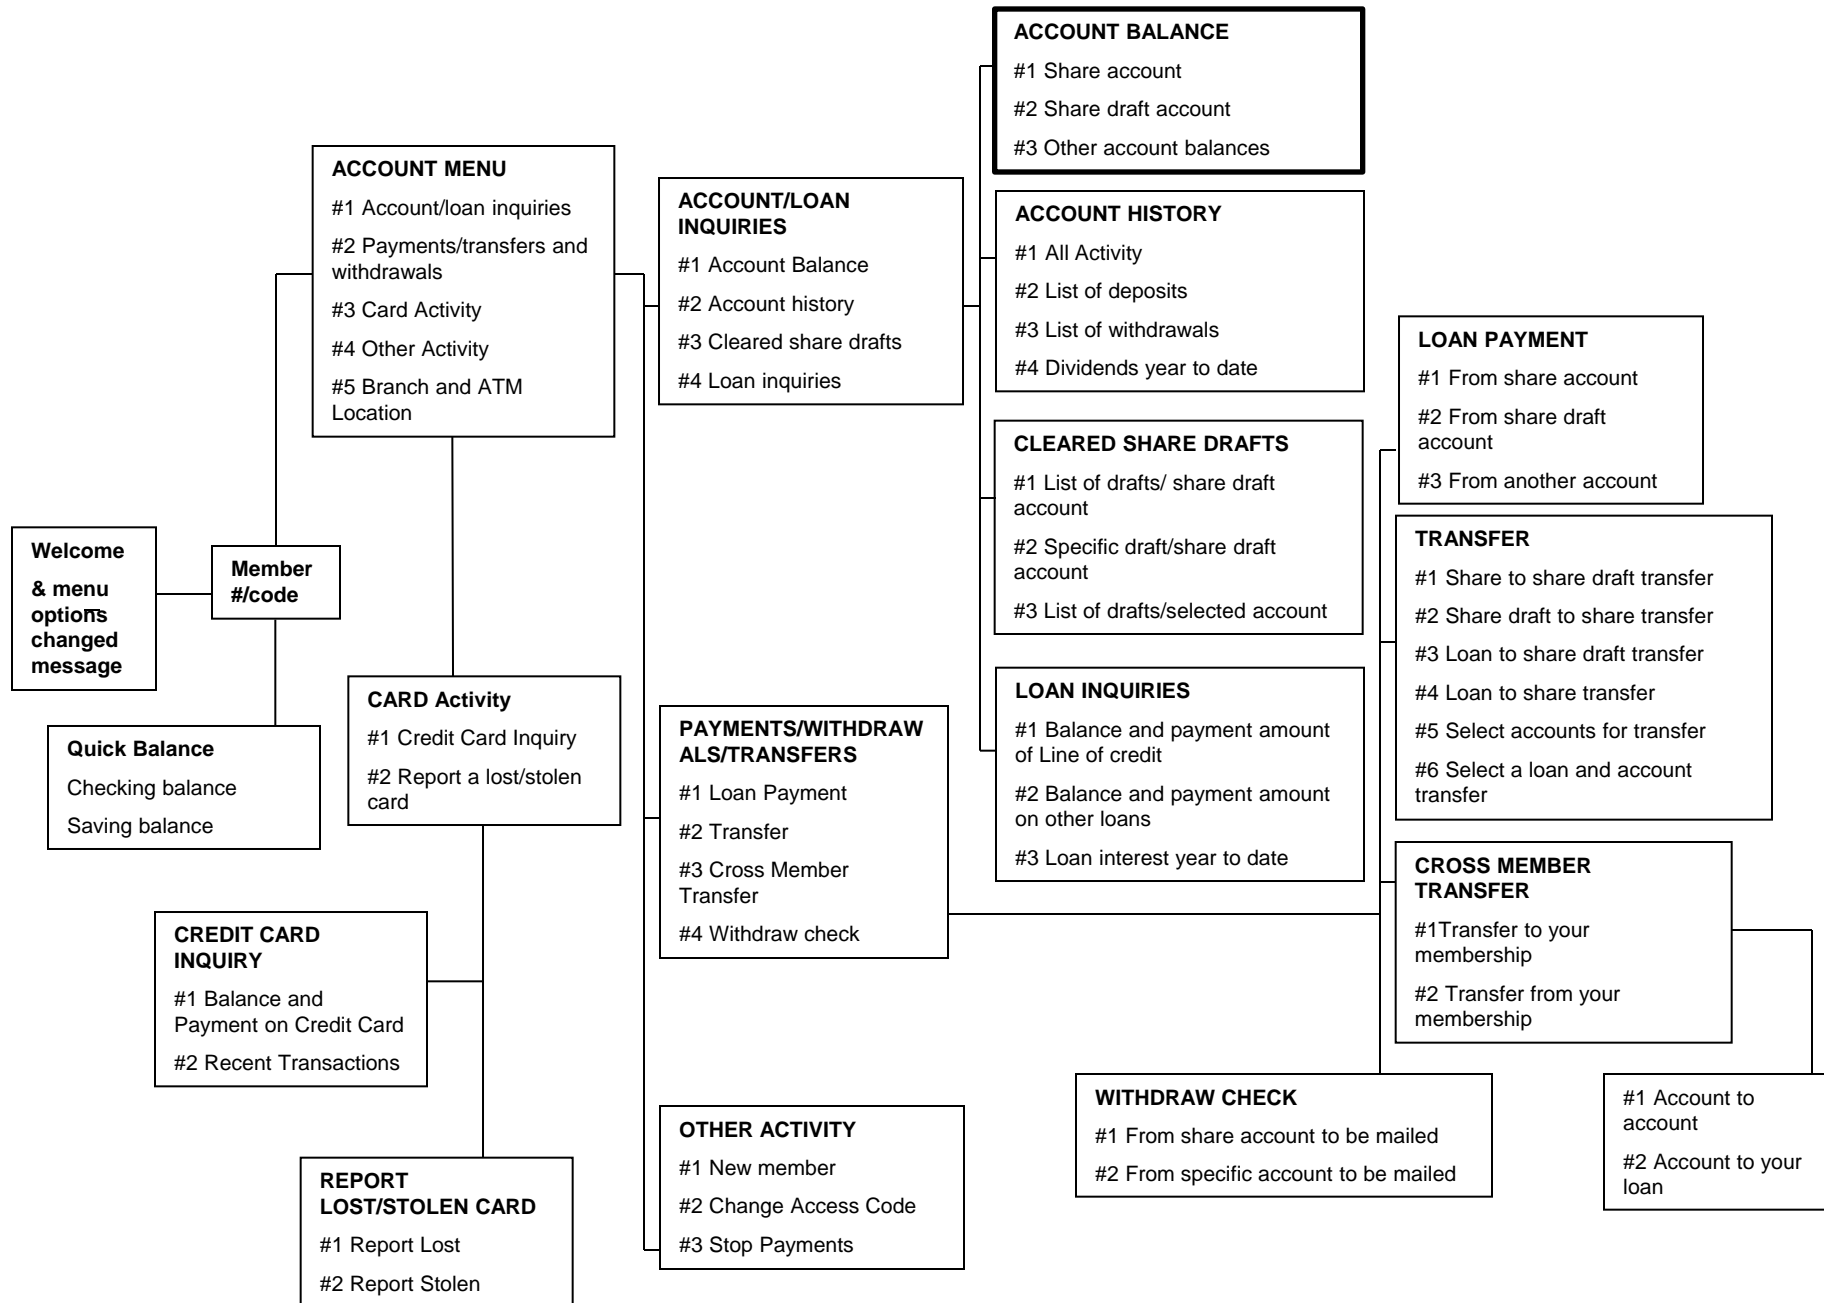 Welcome
& menu
options
changed
message
Member
#/code
Quick Balance
Checking balance
Saving balance
ACCOUNT MENU
#1 Account/loan inquiries
#2 Payments/transfers and
withdrawals
#3 Card Activity
#4 Other Activity
#5 Branch and ATM
Location
CARD Activity
#1 Credit Card Inquiry
#2 Report a lost/stolen
card
CREDIT CARD
INQUIRY
#1 Balance and
Payment on Credit Card
#2 Recent Transactions
REPORT
LOST/STOLEN CARD
#1 Report Lost
#2 Report Stolen
ACCOUNT/LOAN
INQUIRIES
#1 Account Balance
#2 Account history
#3 Cleared share drafts
#4 Loan inquiries
PAYMENTS/WITHDRAW
ALS/TRANSFERS
#1 Loan Payment
#2 Transfer
#3 Cross Member
Transfer
#4 Withdraw check
OTHER ACTIVITY
#1 New member
#2 Change Access Code
#3 Stop Payments
ACCOUNT BALANCE
#1 Share account
#2 Share draft account
#3 Other account balances
ACCOUNT HISTORY
#1 All Activity
#2 List of deposits
#3 List of withdrawals
#4 Dividends year to date
CLEARED SHARE DRAFTS
#1 List of drafts/ share draft
account
#2 Specific draft/share draft
account
#3 List of drafts/selected account
LOAN INQUIRIES
#1 Balance and payment amount
of Line of credit
#2 Balance and payment amount
on other loans
#3 Loan interest year to date
LOAN PAYMENT
#1 From share account
#2 From share draft
account
#3 From another account
TRANSFER
#1 Share to share draft transfer
#2 Share draft to share transfer
#3 Loan to share draft transfer
#4 Loan to share transfer
#5 Select accounts for transfer
#6 Select a loan and account
transfer
CROSS MEMBER
TRANSFER
#1Transfer to your
membership
#2 Transfer from your
membership
WITHDRAW CHECK
#1 From share account to be mailed
#2 From specific account to be mailed
#1 Account to
account
#2 Account to your
loan